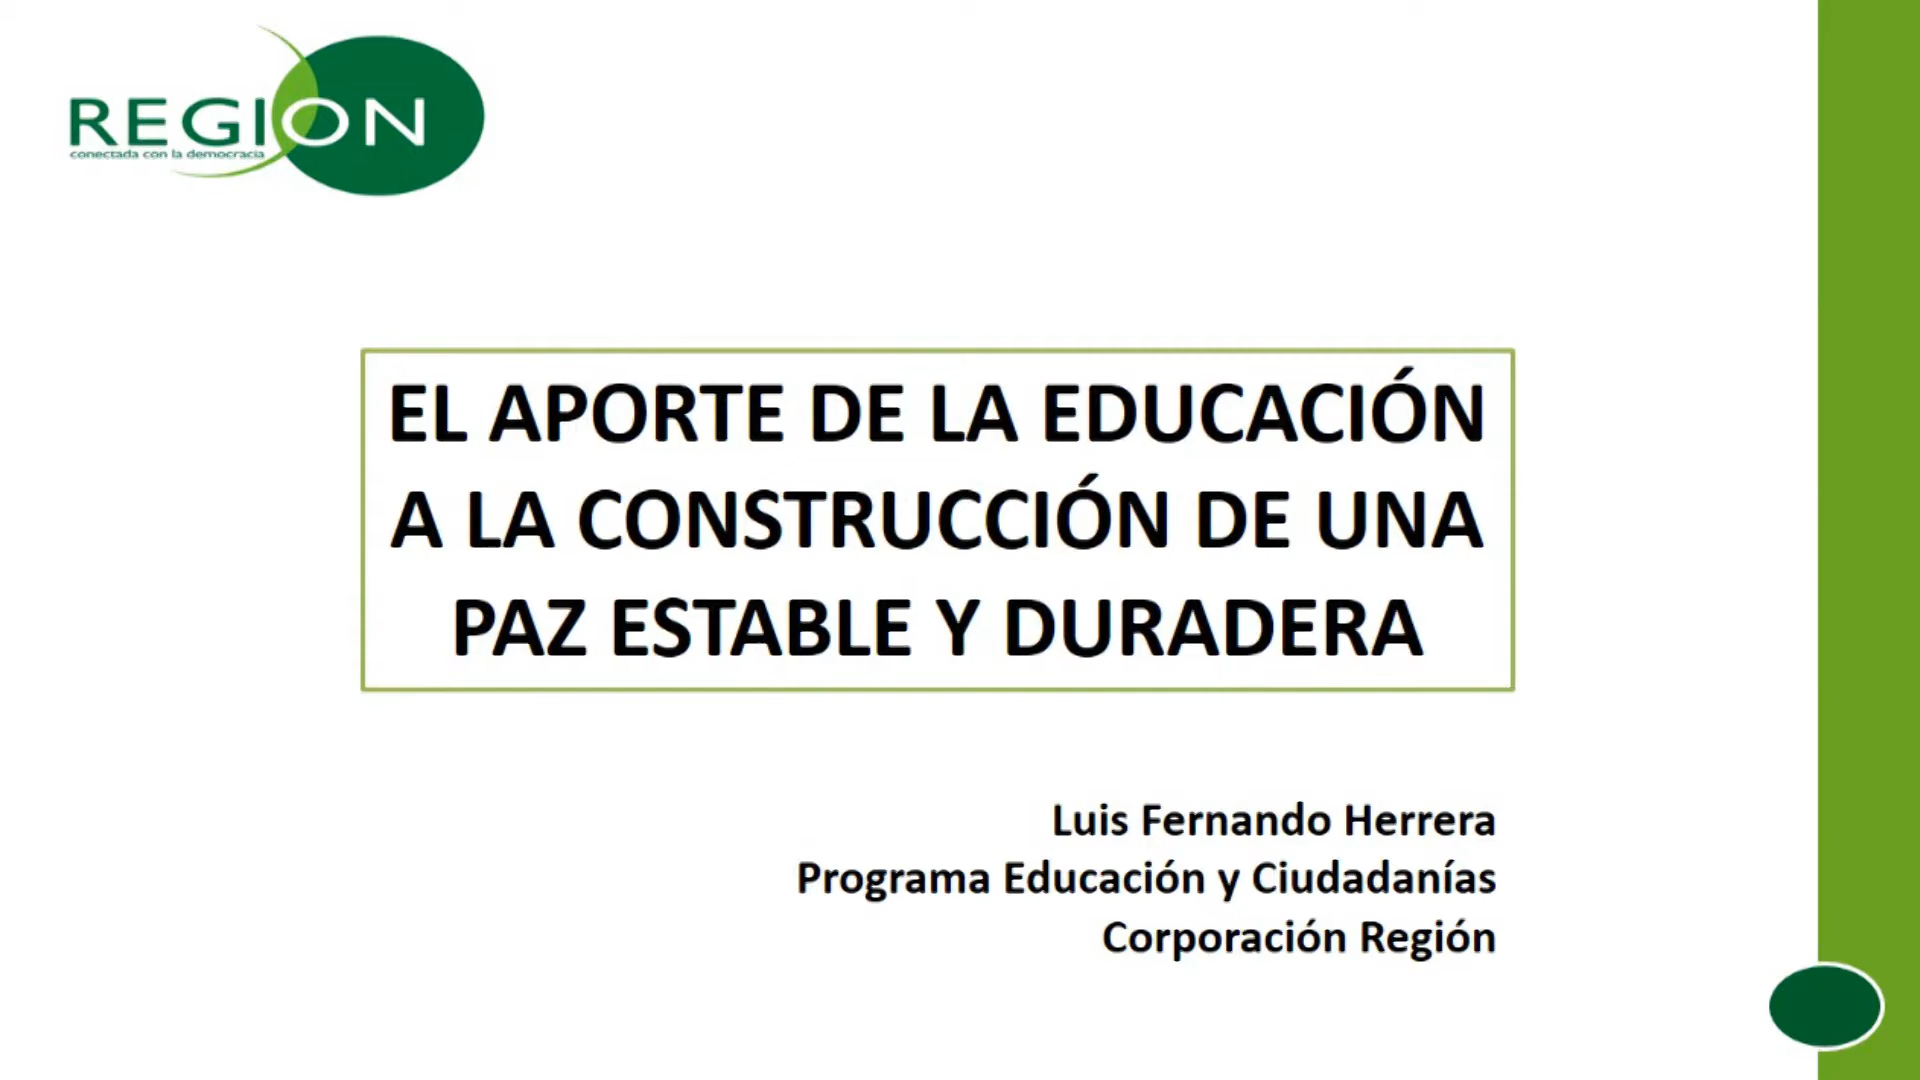 REGION
conectada con la democracia
EL APORTE DE LA EDUCACIÓN
A LA CONSTRUCCIÓN DE UNA
PAZ ESTABLE Y DURADERA
Luis Fernando Herrera
Programa Educación y Ciudadanías
Corporación Región